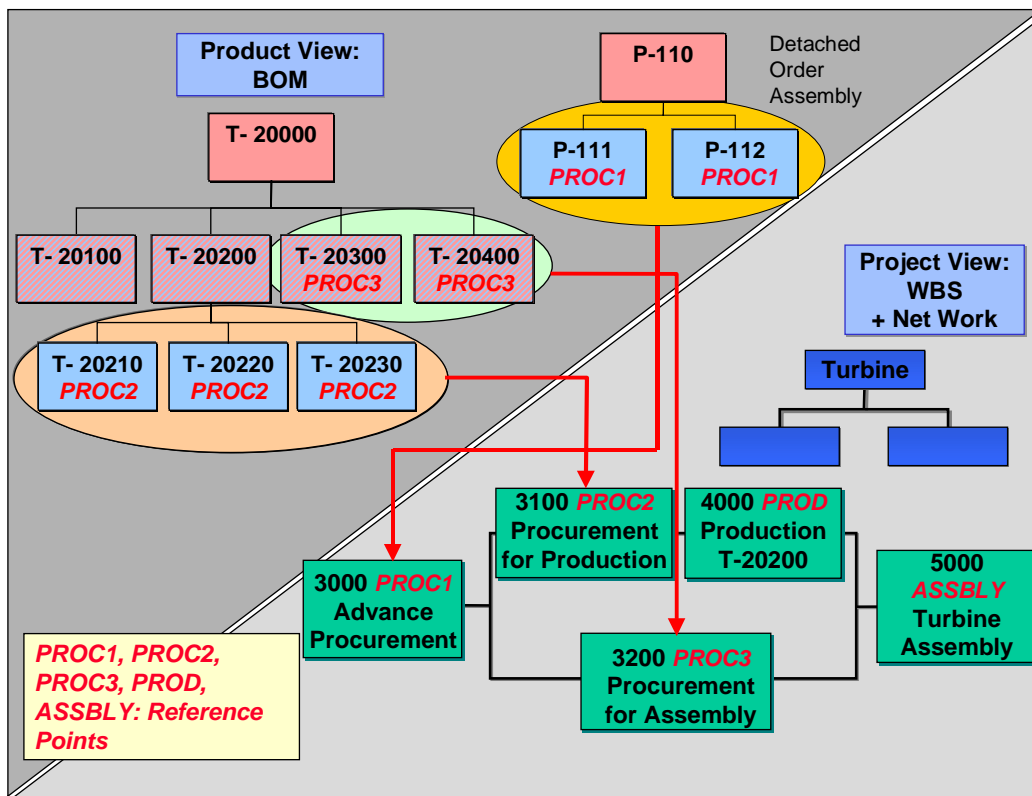 Product View:
BOM
P-110
Detached
Order
Assembly
T- 20000
P-111
PROC1
P-112
PROC1
T- 20100
T- 20200
T- 20300
PROC3
T- 20400
PROC3
Project View:
WBS
+ Net Work
T- 20210
PROC2
T- 20220
PROC2
T- 20230
PROC2
Turbine
3100 PROC2
Procurement
for Production
4000 PROD
Production
T-20200
3000 PROC1
Advance
Procurement
5000
ASSBLY
Turbine
Assembly
3200 PROC3
Procurement
for Assembly
PROC1, PROC2,
PROC3, PROD,
ASSBLY: Reference
Points